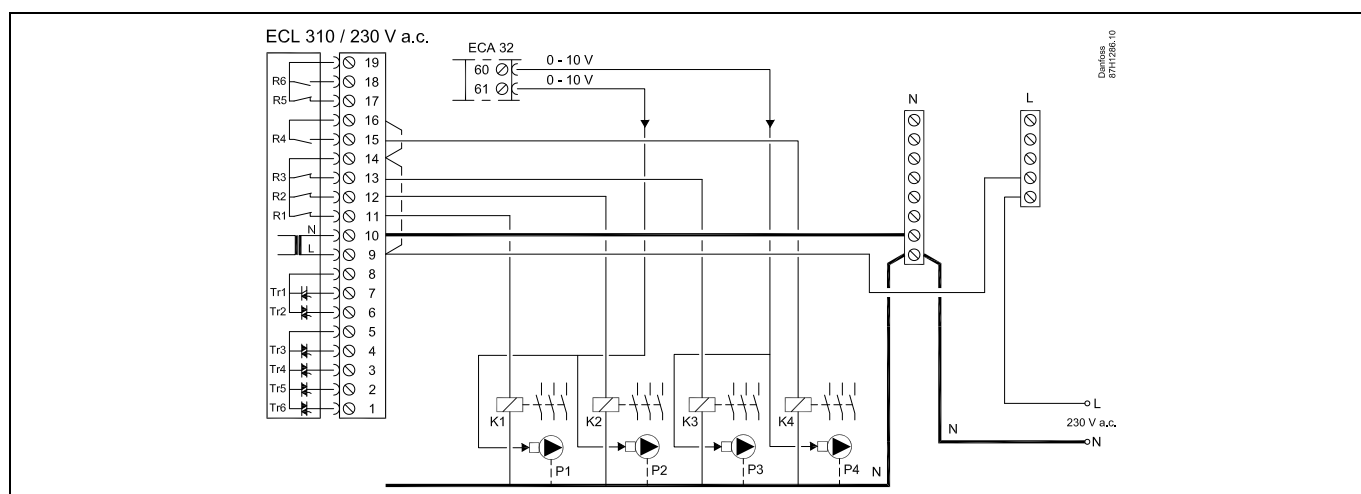 ECL 310 / 230 V a.c.
ECA 32
60
0 - 10 V
61
0 - 10 V
Danfoss
87H1286.10
N
L
19
R6
18
R5
17
16
R4
15
14
R3
13
R2
12
R1
11
N
10
L
9
8
Tr1
7
Tr2
6
5
Tr3
4
Tr4
3
Tr5
2
Tr6
1
K1
K2
K3
K4
P1
P2
P3
P4
N
L
230 V a.c.
N
N